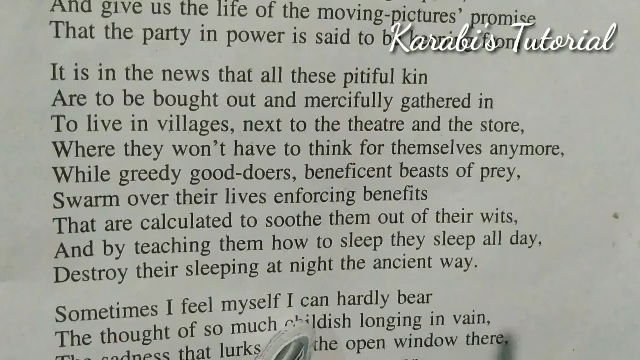 And give us the life of the moving-pictures' promise
That the party in power is said to
Karabi's Tutorial
It is in the news that all these pitiful kin
Are to be bought out and mercifully gathered in
To live in villages, next to the theatre and the store,
Where they won't have to think for themselves anymore,
While greedy good-doers, beneficent beasts of prey,
Swarm over their lives enforcing benefits
That are calculated to soothe them out of their wits,
And by teaching them how to sleep they sleep all day,
Destroy their sleeping at night the ancient way.
Sometimes I feel myself I can hardly bear
The thought of so much childish longing in vain,
The sadness that lurks the open window there,